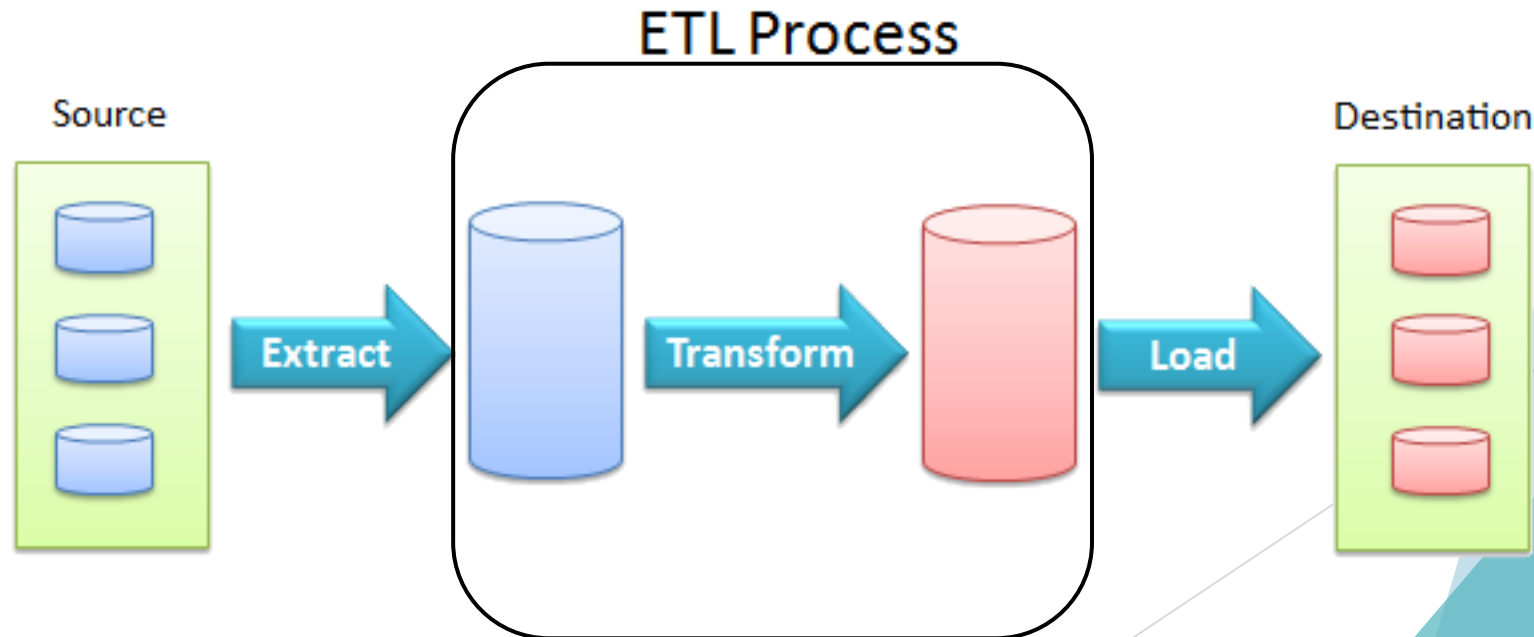 ETL Process
Source
Destination
Extract
Transform
Load